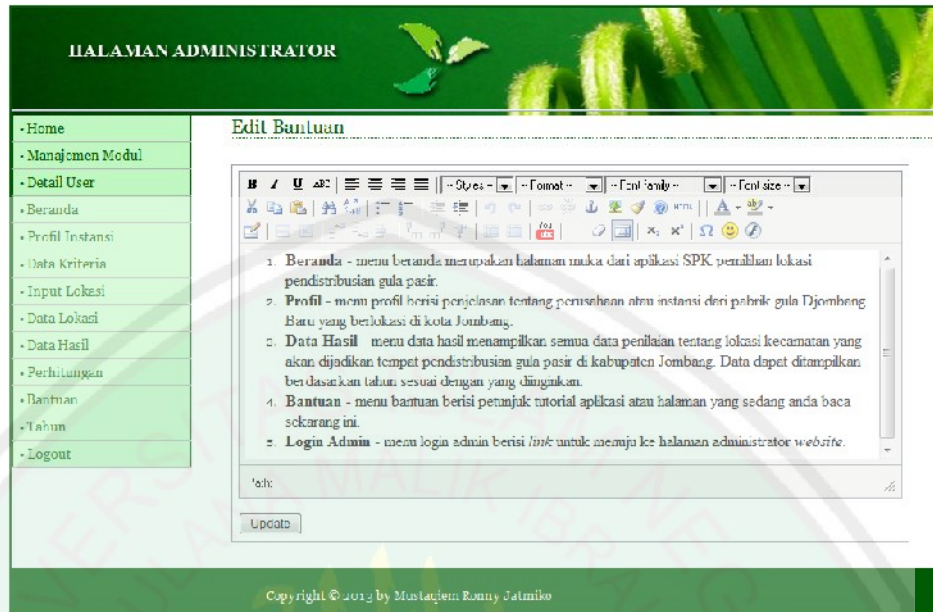 HALAMAN ADMINISTRATOR
Home
Manajemen Modul
Detail User
Beranda
Profil Instansi
Data Kriteria
Input Lokasi
Data Lokasi
Data Hasil
Perhitungan
Bantuan
Tahun
Logout
Edit Bantuan
B I U ABC -- Styles -- -- Format -- -- Font family -- -- Font size --
1. Beranda - menu beranda merupakan halaman muka dari aplikasi SPK pemilihan lokasi
pendistribusian gula pasir.
2. Profil - menu profil berisi penjelasan tentang perusahaan atau instansi dari pabrik gula Djombang
Baru yang berlokasi di kota Jombang.
3. Data Hasil menu data hasil menampilkan semua data penilaian tentang lokasi kecamatan yang
akan dijadikan tempat pendistribusian gula pasir di kabupaten Jombang. Data dapat ditampilkan
berdasarkan tahun sesuai dengan yang diinginkan.
4. Bantuan - menu bantuan berisi petunjuk tutorial aplikasi atau halaman yang sedang anda baca
sekarang ini.
5. Login Admin - menu login admin berisi link untuk menuju ke halaman administrator website.
Path:
Update
Copyright © 2013 by Mustaqiem Ronny Jatmiko